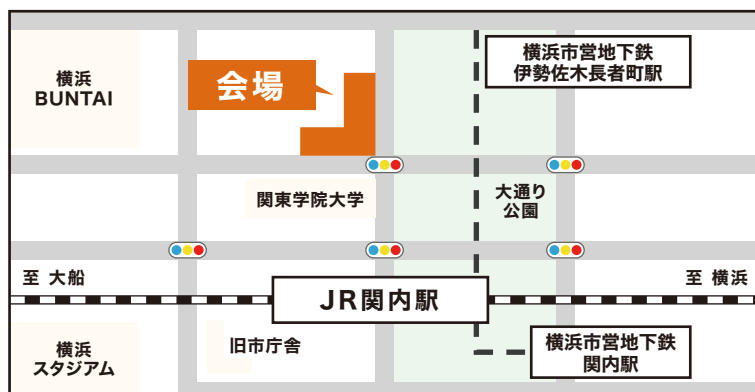 横浜
BUNTAI
会場
横浜市営地下鉄
伊勢佐木長者町駅
関東学院大学
大通り
公園
至 大船
JR関内駅
至 横浜
横浜
スタジアム
旧市庁舎
横浜市営地下鉄
関内駅